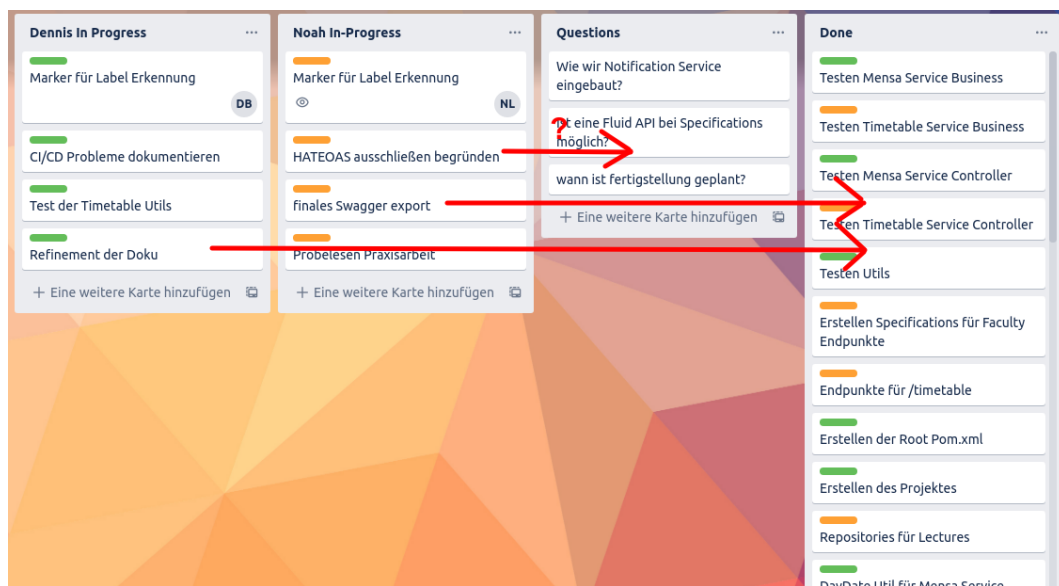 Dennis In Progress
Marker für Label Erkennung
DB
CI/CD Probleme dokumentieren
Test der Timetable Utils
Refinement der Doku
+ Eine weitere Karte hinzufügen
Noah In-Progress
Marker für Label Erkennung
NL
HATEOAS ausschließen begründen
finales Swagger export
Probelesen Praxisarbeit
+ Eine weitere Karte hinzufügen
Questions
Wie wir Notification Service
eingebaut?
?
ist eine Fluid API bei Specifications
möglich?
wann ist fertigstellung geplant?
+ Eine weitere Karte hinzufügen
Done
Testen Mensa Service Business
Testen Timetable Service Business
Testen Mensa Service Controller
Testen Timetable Service Controller
Testen Utils
Erstellen Specifications für Faculty
Endpunkte
Endpunkte für /timetable
Erstellen der Root Pom.xml
Erstellen des Projektes
Repositories für Lectures
DayDate Util für Mensa Service